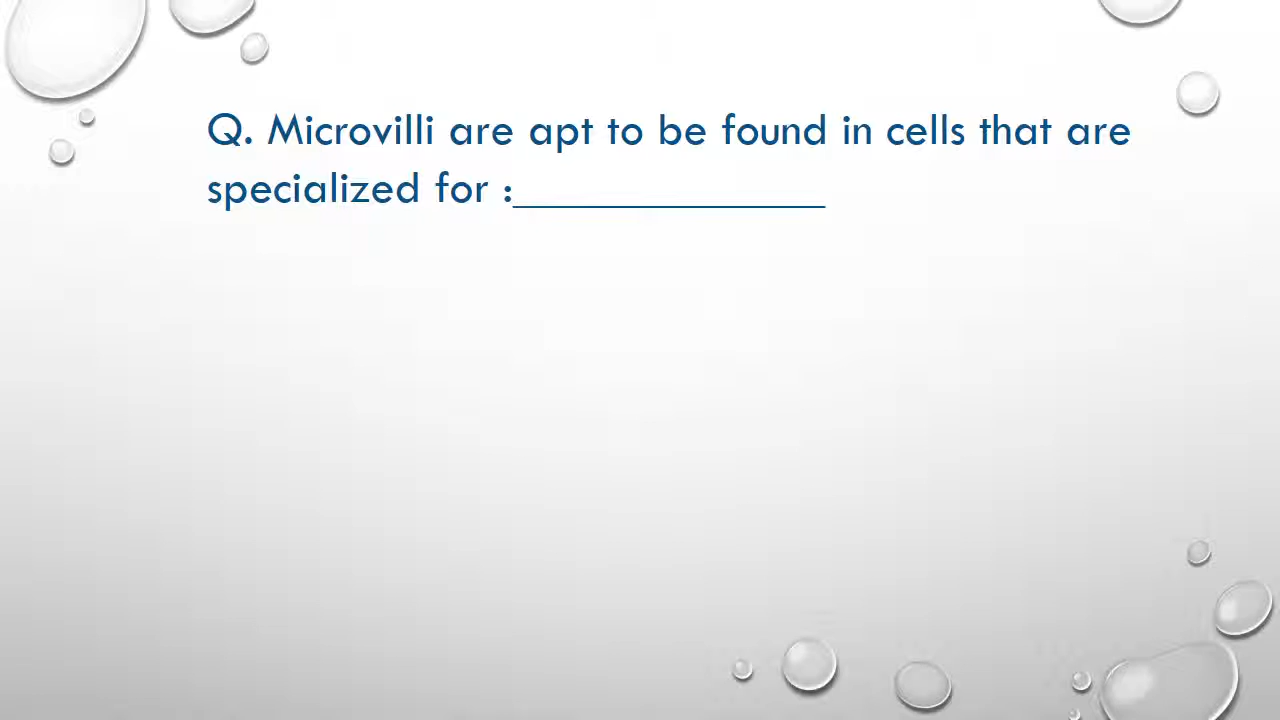 Q. Microvilli are apt to be found in cells that are
specialized for :_______________